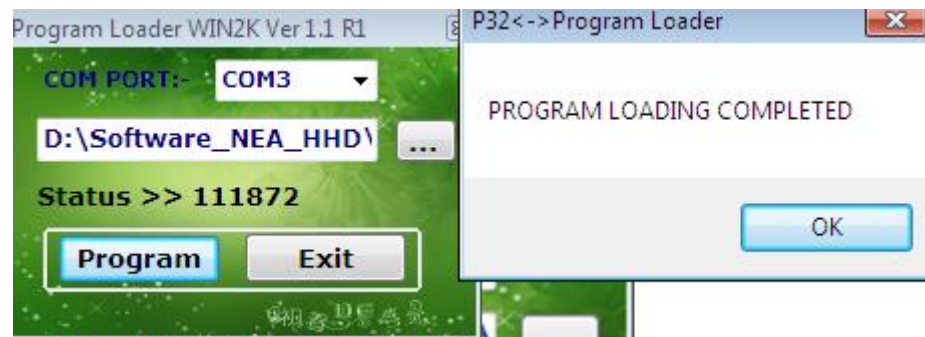 Program Loader WIN2K Ver 1.1 R1
COM PORT:- COM3
D:\Software_NEA_HHD\
...
Status >> 111872
Program Exit
P32<->Program Loader
PROGRAM LOADING COMPLETED
OK